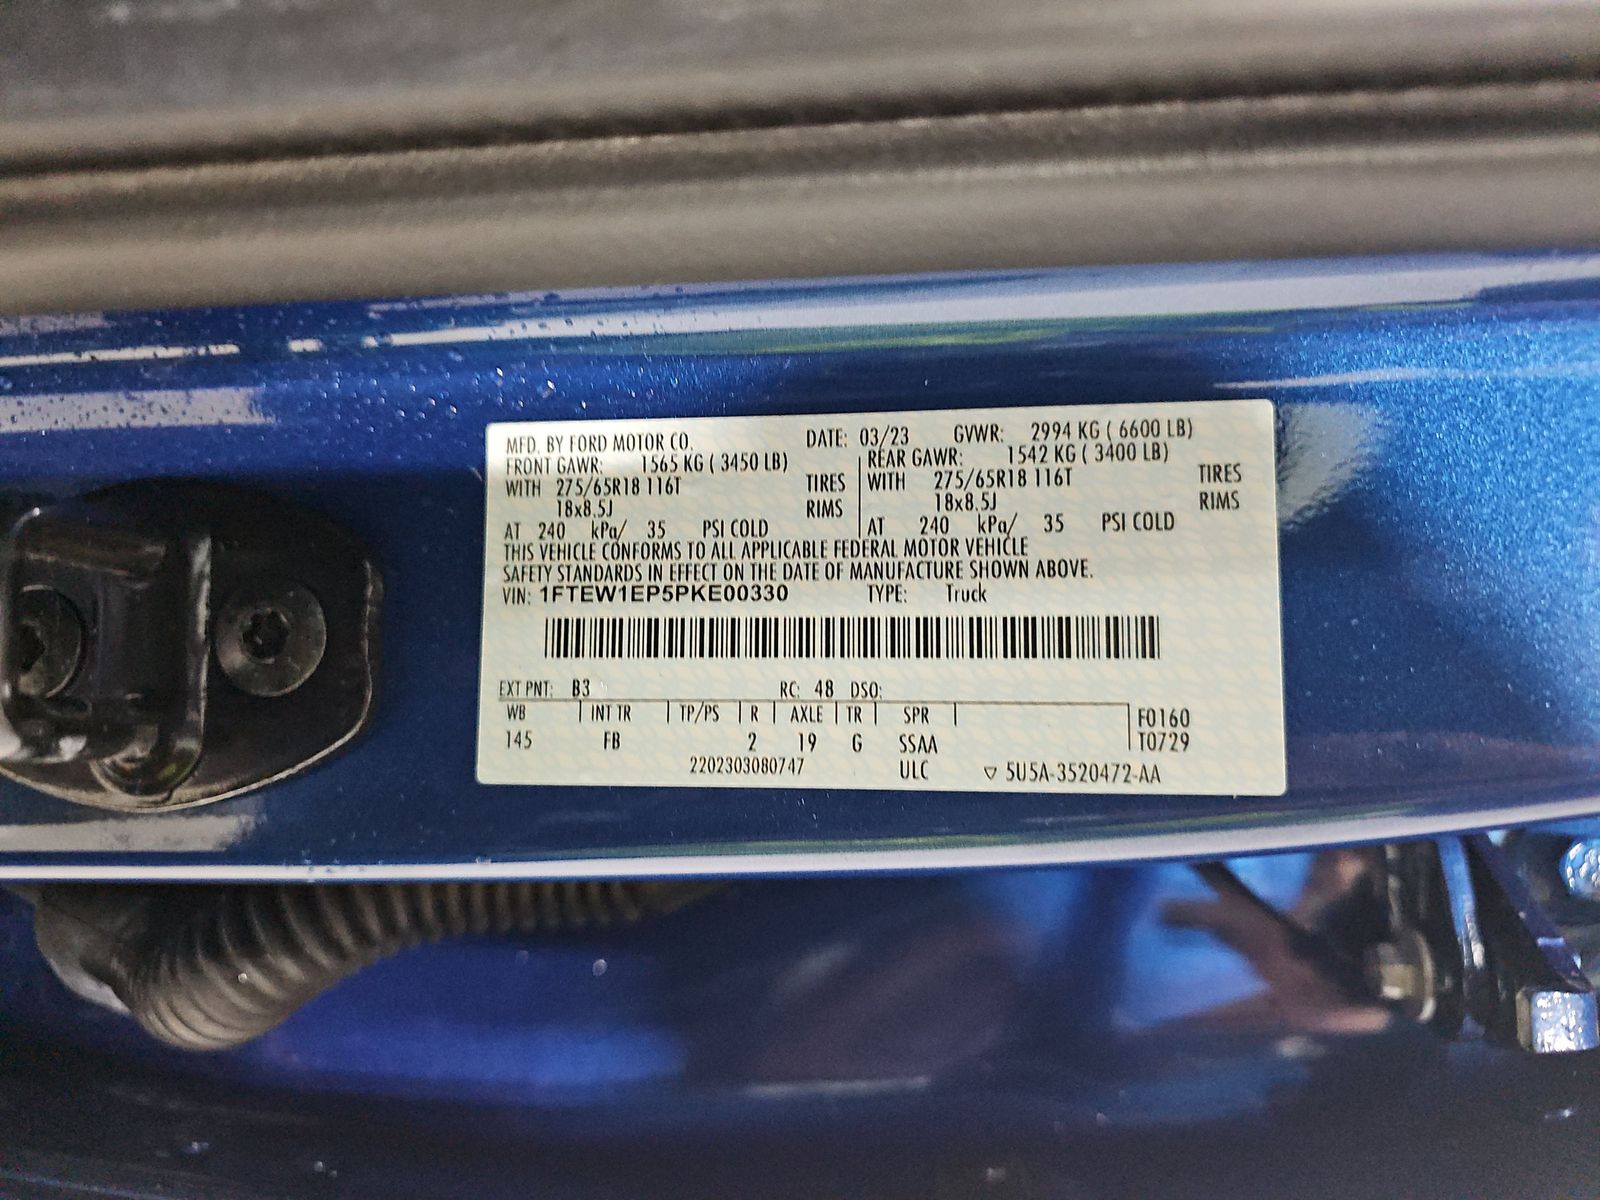 MFD. BY FORD MOTOR CO. DATE: 03/23 GVWR: 2994 KG ( 6600 LB)
FRONT GAWR: 1565 KG ( 3450 LB) REAR GAWR: 1542 KG ( 3400 LB)
WITH 275/65R18 116T TIRES WITH 275/65R18 116T TIRES
18x8.5J RIMS 18x8.5J RIMS
AT 240 kPa/ 35 PSI COLD AT 240 kPa/ 35 PSI COLD
THIS VEHICLE CONFORMS TO ALL APPLICABLE FEDERAL MOTOR VEHICLE
SAFETY STANDARDS IN EFFECT ON THE DATE OF MANUFACTURE SHOWN ABOVE.
VIN: 1FTEW1EP5PKE00330 TYPE: Truck
EXT PNT: B3 RC: 48 DSO:
WB INT TR TP/PS R AXLE TR SPR F0160
145 FB 2 19 G SSAA T0729
2202303080747 ULC ▽ 5U5A-3520472-AA